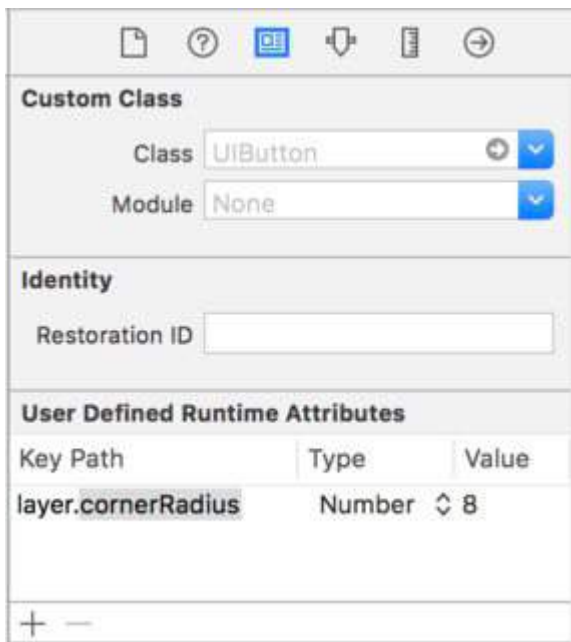 Custom Class
Class UIButton
Module None
Identity
Restoration ID
User Defined Runtime Attributes
Key Path Type Value
layer.cornerRadius Number 8